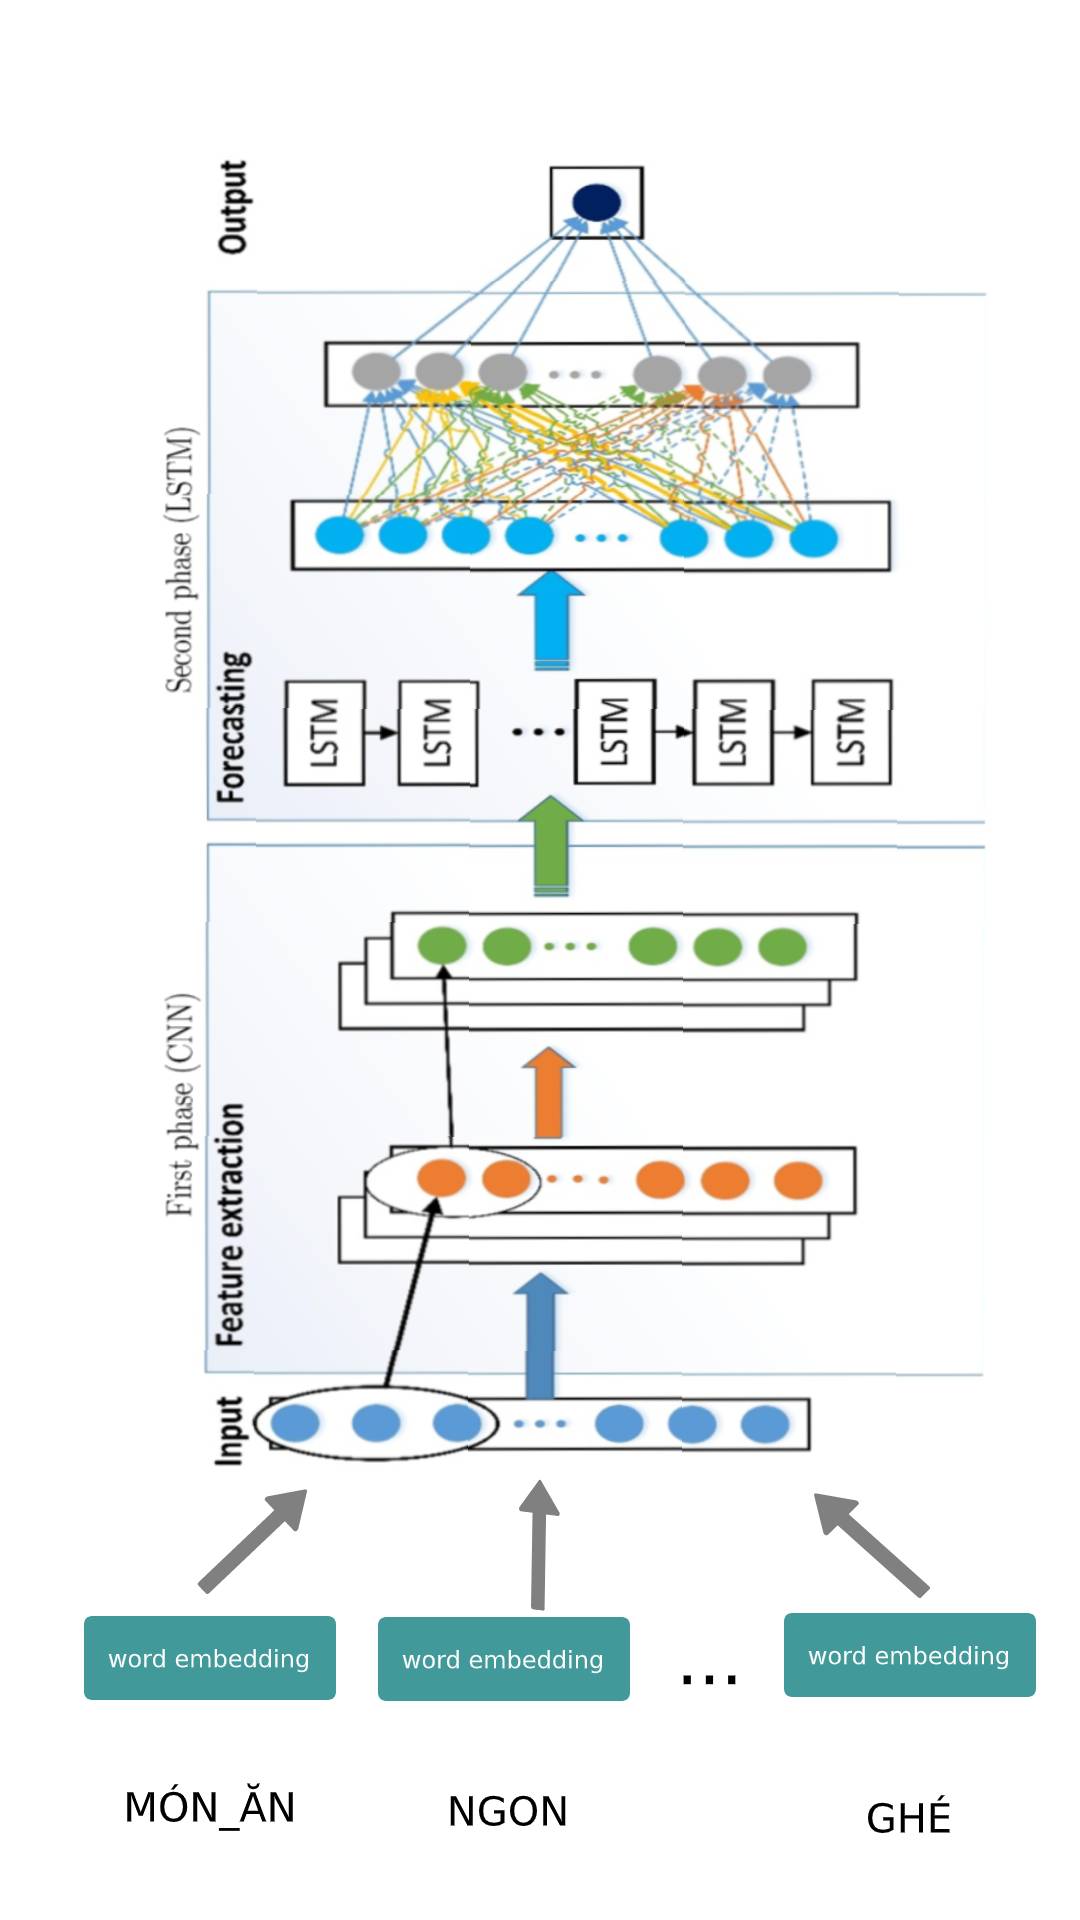 Output
Second phase (LSTM)
Forecasting
LSTM
LSTM
LSTM
LSTM
LSTM
First phase (CNN)
Feature extraction
Input
word embedding
word embedding
...
word embedding
MÓN_ĂN
NGON
GHÉ